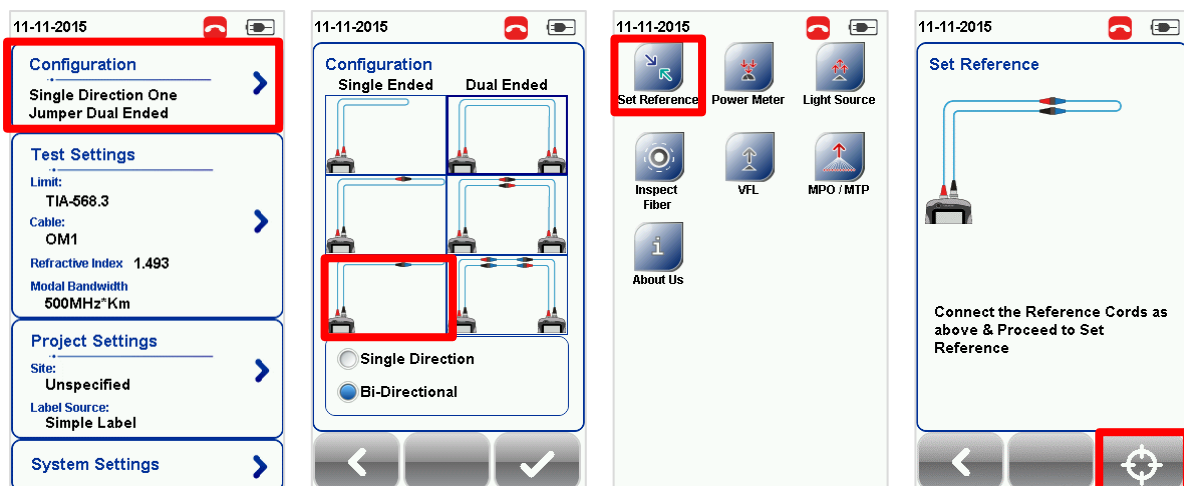 11-11-2015
Configuration
Single Direction One
Jumper Dual Ended
Test Settings
Limit:
TIA-568.3
Cable:
OM1
Refractive Index 1.493
Modal Bandwidth
500MHz*Km
Project Settings
Site:
Unspecified
Label Source:
Simple Label
System Settings
11-11-2015
Configuration
Single Ended Dual Ended
Single Direction
Bi-Directional
11-11-2015
Set Reference Power Meter Light Source
Inspect
Fiber
VFL MPO / MTP
About Us
11-11-2015
Set Reference
Connect the Reference Cords as
above & Proceed to Set
Reference